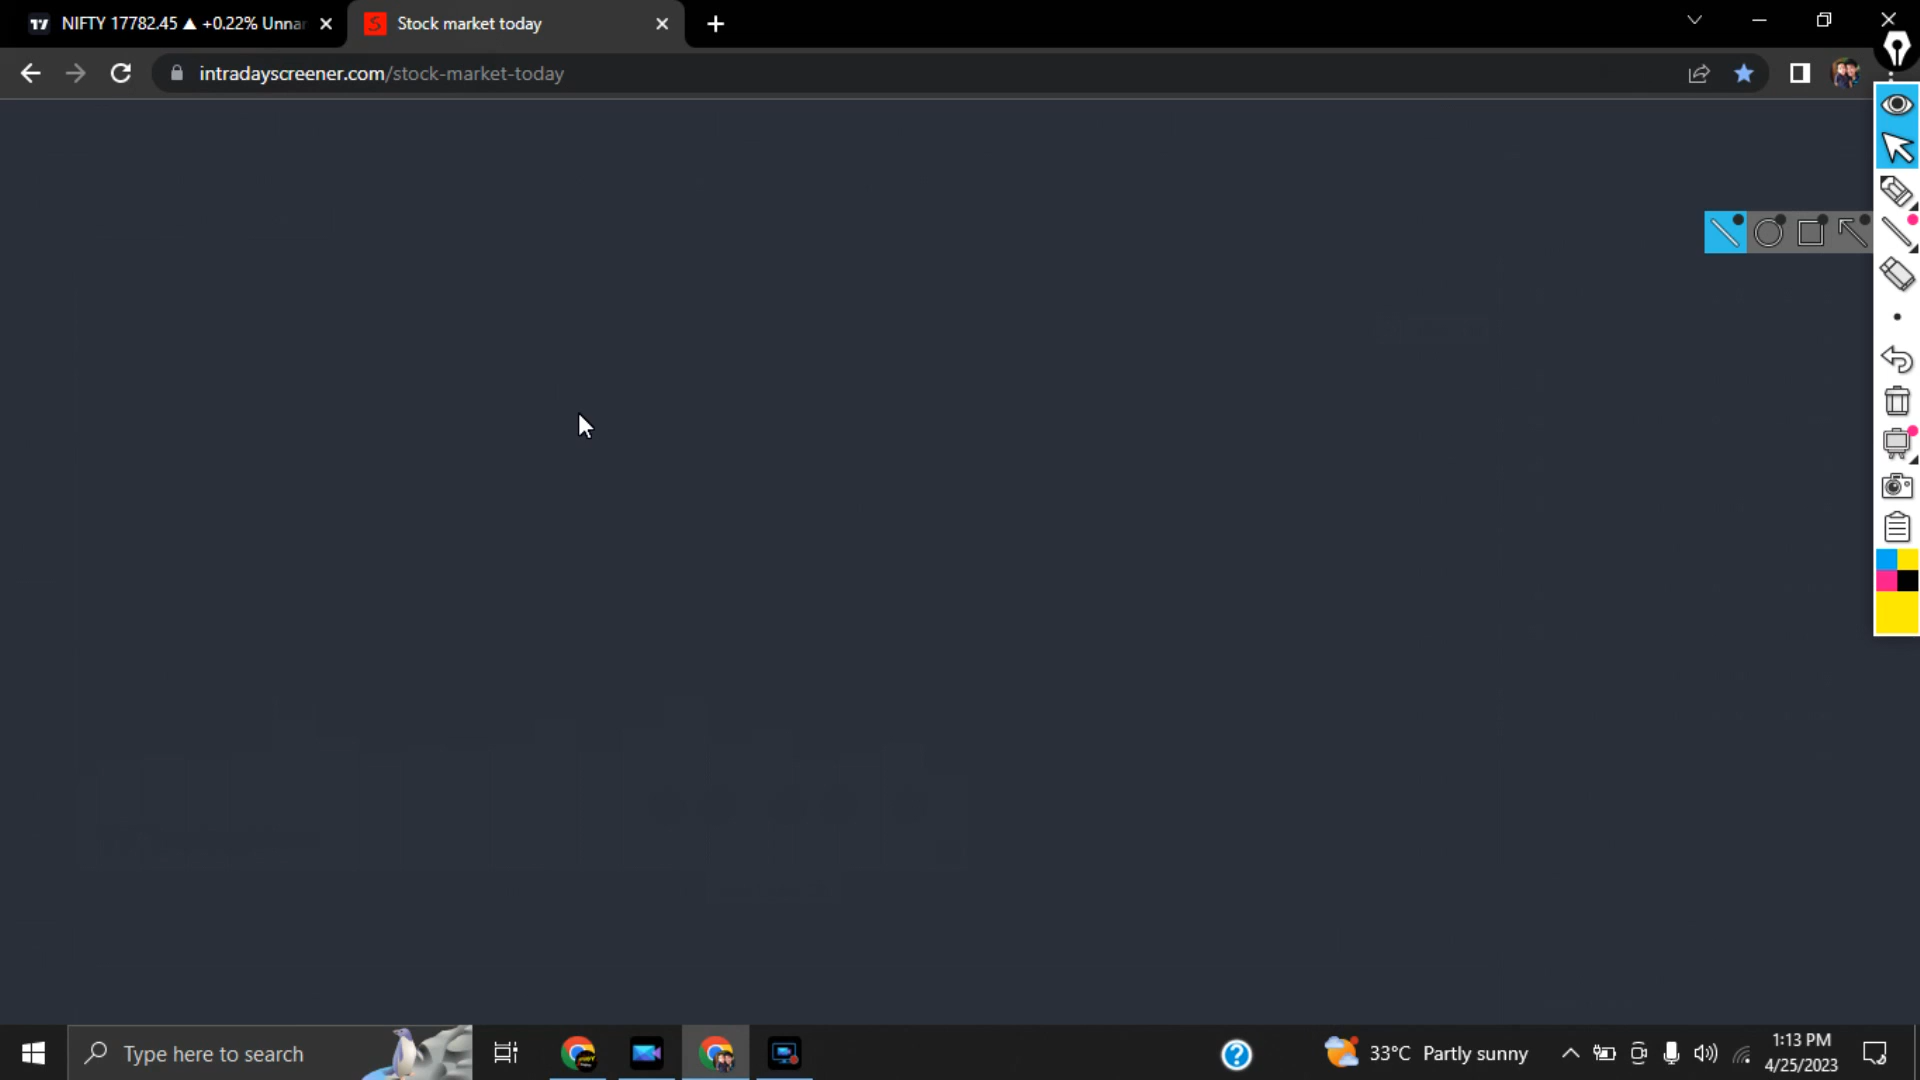 NIFTY 17782.45 ▲ +0.22% Unna
Stock market today
intradayscreener.com/stock-market-today
Type here to search
33°C Partly sunny
1:13 PM
4/25/2023